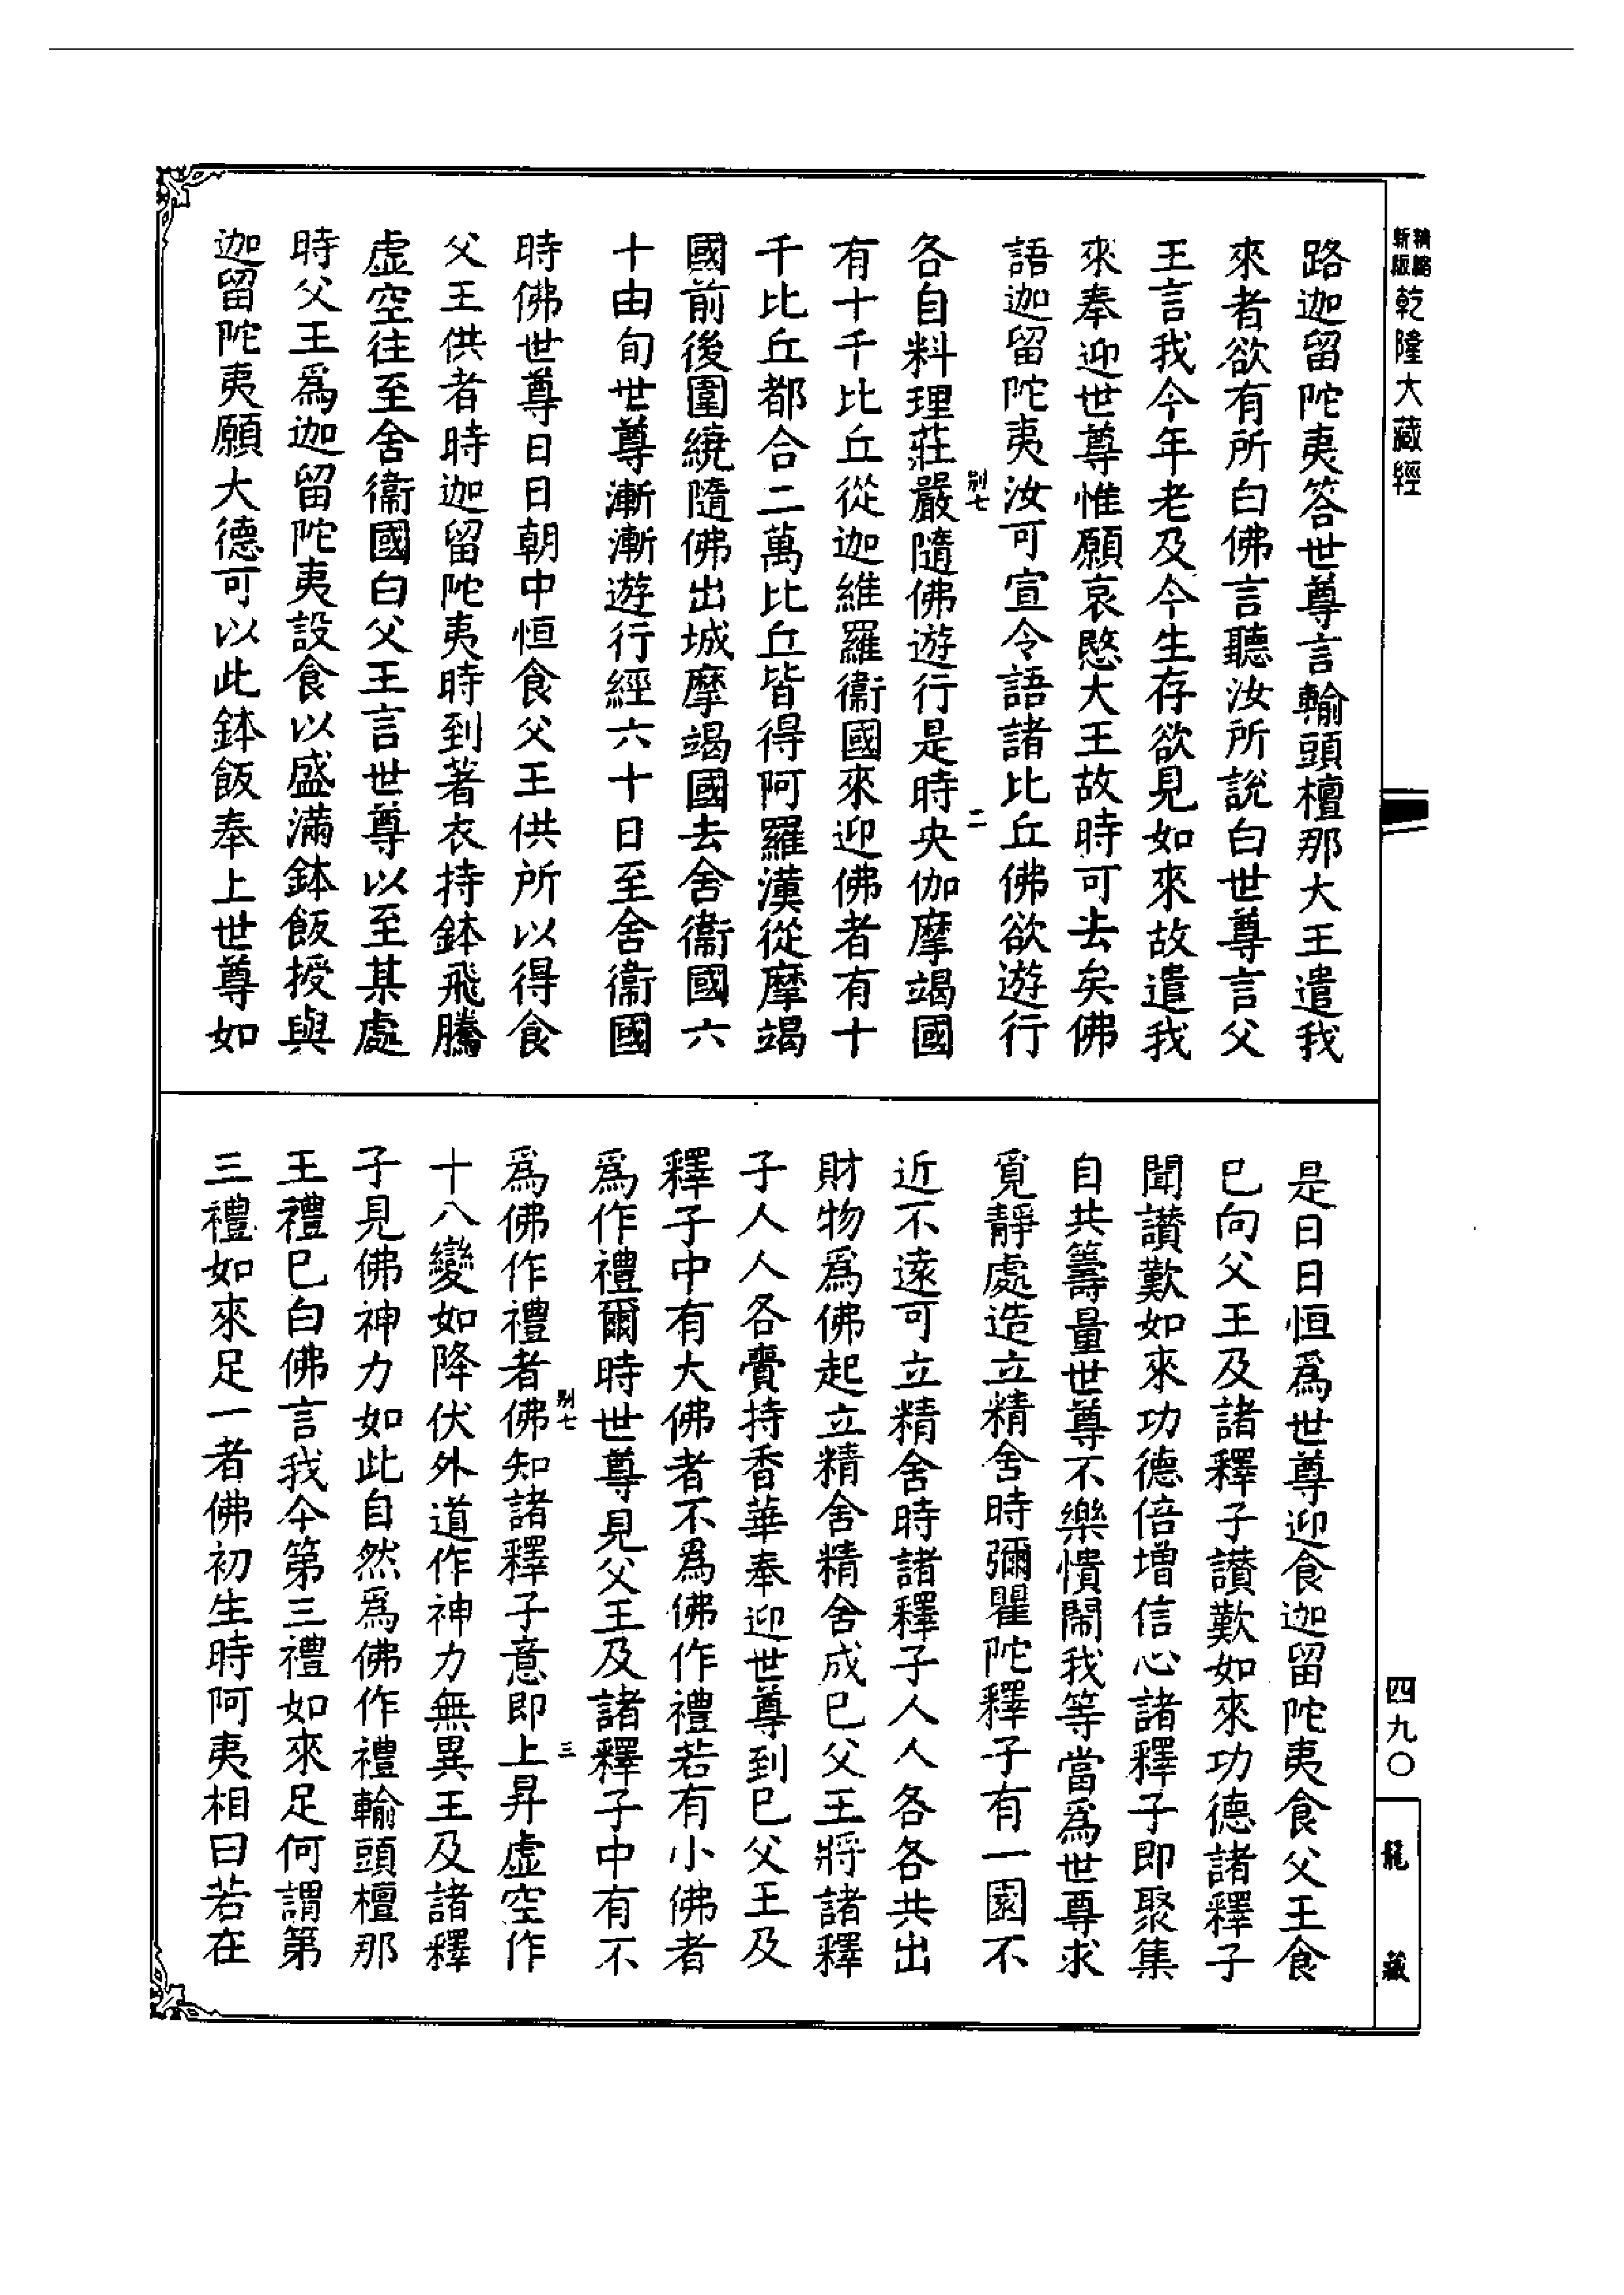 精縮
新版
乾隆大藏經
路迦留陀夷答世尊言輸頭檀那大王遣我
來者欲有所白佛言聽汝所說白世尊言父
王言我今年老及今生存欲見如來故遣我
來奉迎世尊惟願哀愍大王故時可去矣佛
語迦留陀夷汝可宣令語諸比丘佛欲遊行
別七
二
各自料理莊嚴隨佛遊行是時央伽摩竭國
有十千比丘從迦維羅衞國來迎佛者有十
千比丘都合二萬比丘皆得阿羅漢從摩竭
國前後圍繞隨佛出城摩竭國去舍衞國六
十由旬世尊漸漸遊行經六十日至舍衞國
時佛世尊日日朝中恒食父王供所以得食
父王供者時迦留陀夷時到著衣持鉢飛騰
虛空往至舍衞國白父王言世尊以至某處
時父王爲迦留陀夷設食以盛滿鉢飯授與
迦留陀夷願大德可以此鉢飯奉上世尊如
是日日恒爲世尊迎食迦留陀夷食父王食
已向父王及諸釋子讃歎如來功德諸釋子
聞讃歎如來功德倍增信心諸釋子即聚集
自共籌量世尊不樂憒閙我等當爲世尊求
覓靜處造立精舍時彌瞿陀釋子有一園不
近不遠可立精舍時諸釋子人人各各共出
財物爲佛起立精舍精舍成已父王將諸釋
子人人各賷持香華奉迎世尊到已父王及
釋子中有大佛者不爲佛作禮若有小佛者
爲作禮爾時世尊見父王及諸釋子中有不
別七
三
爲佛作禮者佛知諸釋子意即上昇虛空作
十八變如降伏外道作神力無異王及諸釋
子見佛神力如此自然爲佛作禮輸頭檀那
王禮已白佛言我今第三禮如來足何謂第
三禮如來足一者佛初生時阿夷相曰若在
四九〇
龍藏